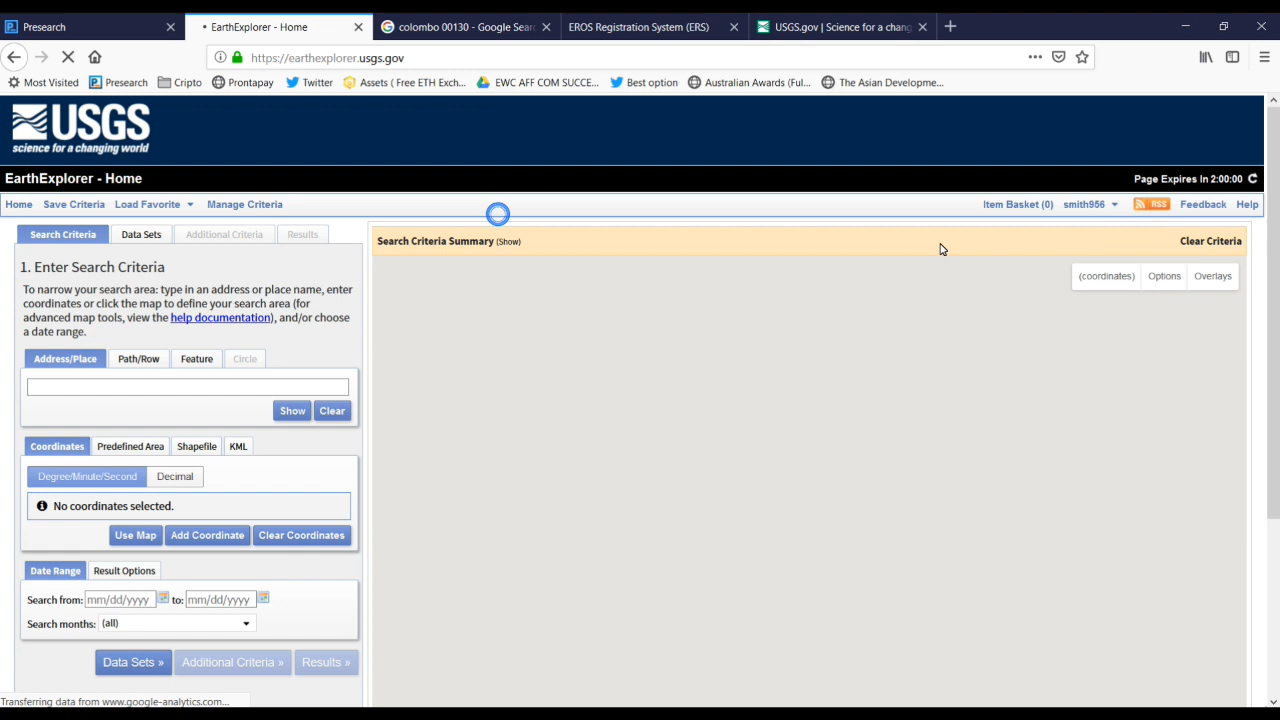 Presearch
EarthExplorer - Home
colombo 00130 - Google Sear
EROS Registration System (ERS)
USGS.gov | Science for a chang
https://earthexplorer.usgs.gov
Most Visited Presearch Cripto Prontapay Twitter Assets ( Free ETH Exch... EWC AFF COM SUCCE... Best option Australian Awards (Ful... The Asian Developme...
USGS
science for a changing world
EarthExplorer - Home
Page Expires In 2:00:00
Home Save Criteria Load Favorite Manage Criteria
Item Basket (0) smith956 RSS Feedback Help
Search Criteria Data Sets Additional Criteria Results
Search Criteria Summary (Show)
Clear Criteria
(coordinates) Options Overlays
1. Enter Search Criteria
To narrow your search area: type in an address or place name, enter
coordinates or click the map to define your search area (for
advanced map tools, view the help documentation), and/or choose
a date range.
Address/Place Path/Row Feature Circle
Show Clear
Coordinates Predefined Area Shapefile KML
Degree/Minute/Second Decimal
No coordinates selected.
Use Map Add Coordinate Clear Coordinates
Date Range Result Options
Search from: mm/dd/yyyy to: mm/dd/yyyy
Search months: (all)
Data Sets » Additional Criteria » Results »
Transferring data from www.google-analytics.com...